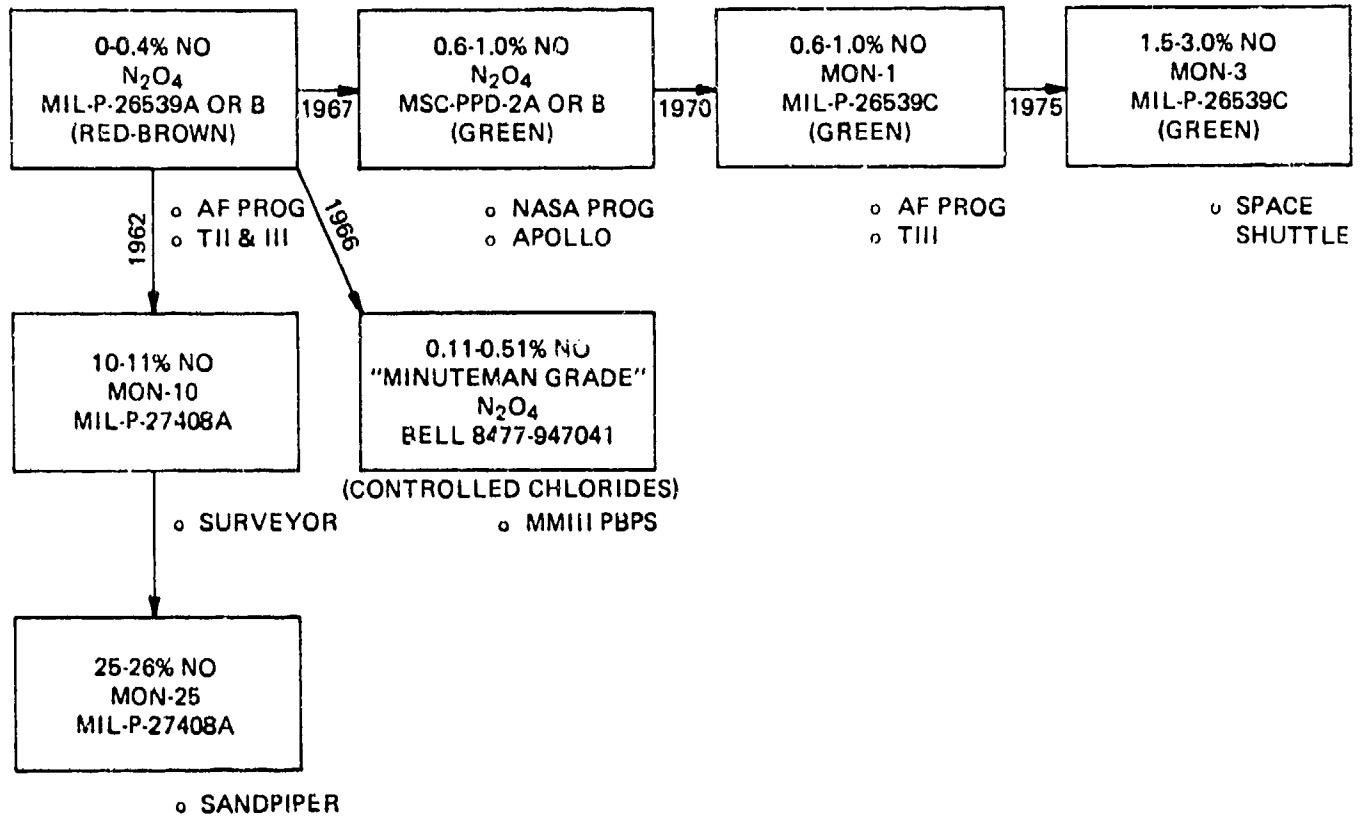 0-0.4% NO
N₂O₄
MIL-P-26539A OR B
(RED-BROWN)
1967
0.6-1.0% NO
N₂O₄
MSC-PPD-2A OR B
(GREEN)
1970
0.6-1.0% NO
MON-1
MIL-P-26539C
(GREEN)
1975
1.5-3.0% NO
MON-3
MIL-P-26539C
(GREEN)
1962
o AF PROG
o TII & III
1966
o NASA PROG
o APOLLO
o AF PROG
o TIII
o SPACE
SHUTTLE
10-11% NO
MON-10
MIL-P-27408A
0.11-0.51% NO
"MINUTEMAN GRADE"
N₂O₄
BELL 8477-947041
(CONTROLLED CHLORIDES)
o SURVEYOR
o MMIII PBPS
25-26% NO
MON-25
MIL-P-27408A
o SANDPIPER